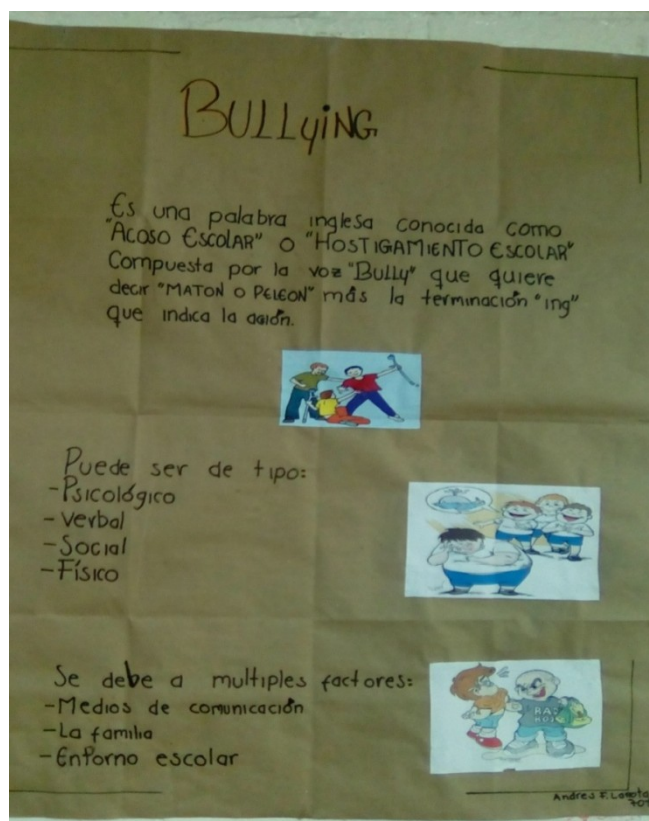 BULLyiNG
Es una palabra inglesa conocida como
"ACOSO ESCOLAR" O "HOSTIGAMIENTO ESCOLAR"
Compuesta por la voz "Bully" que quiere
decir "MATON O PELEON" más la terminación "ing"
que indica la acción.
Puede ser de tipo:
-Psicológico
-Verbal
-Social
-Físico
Se debe a multiples factores:
-Medios de comunicación
-La familia
-Entorno escolar
Andres F.